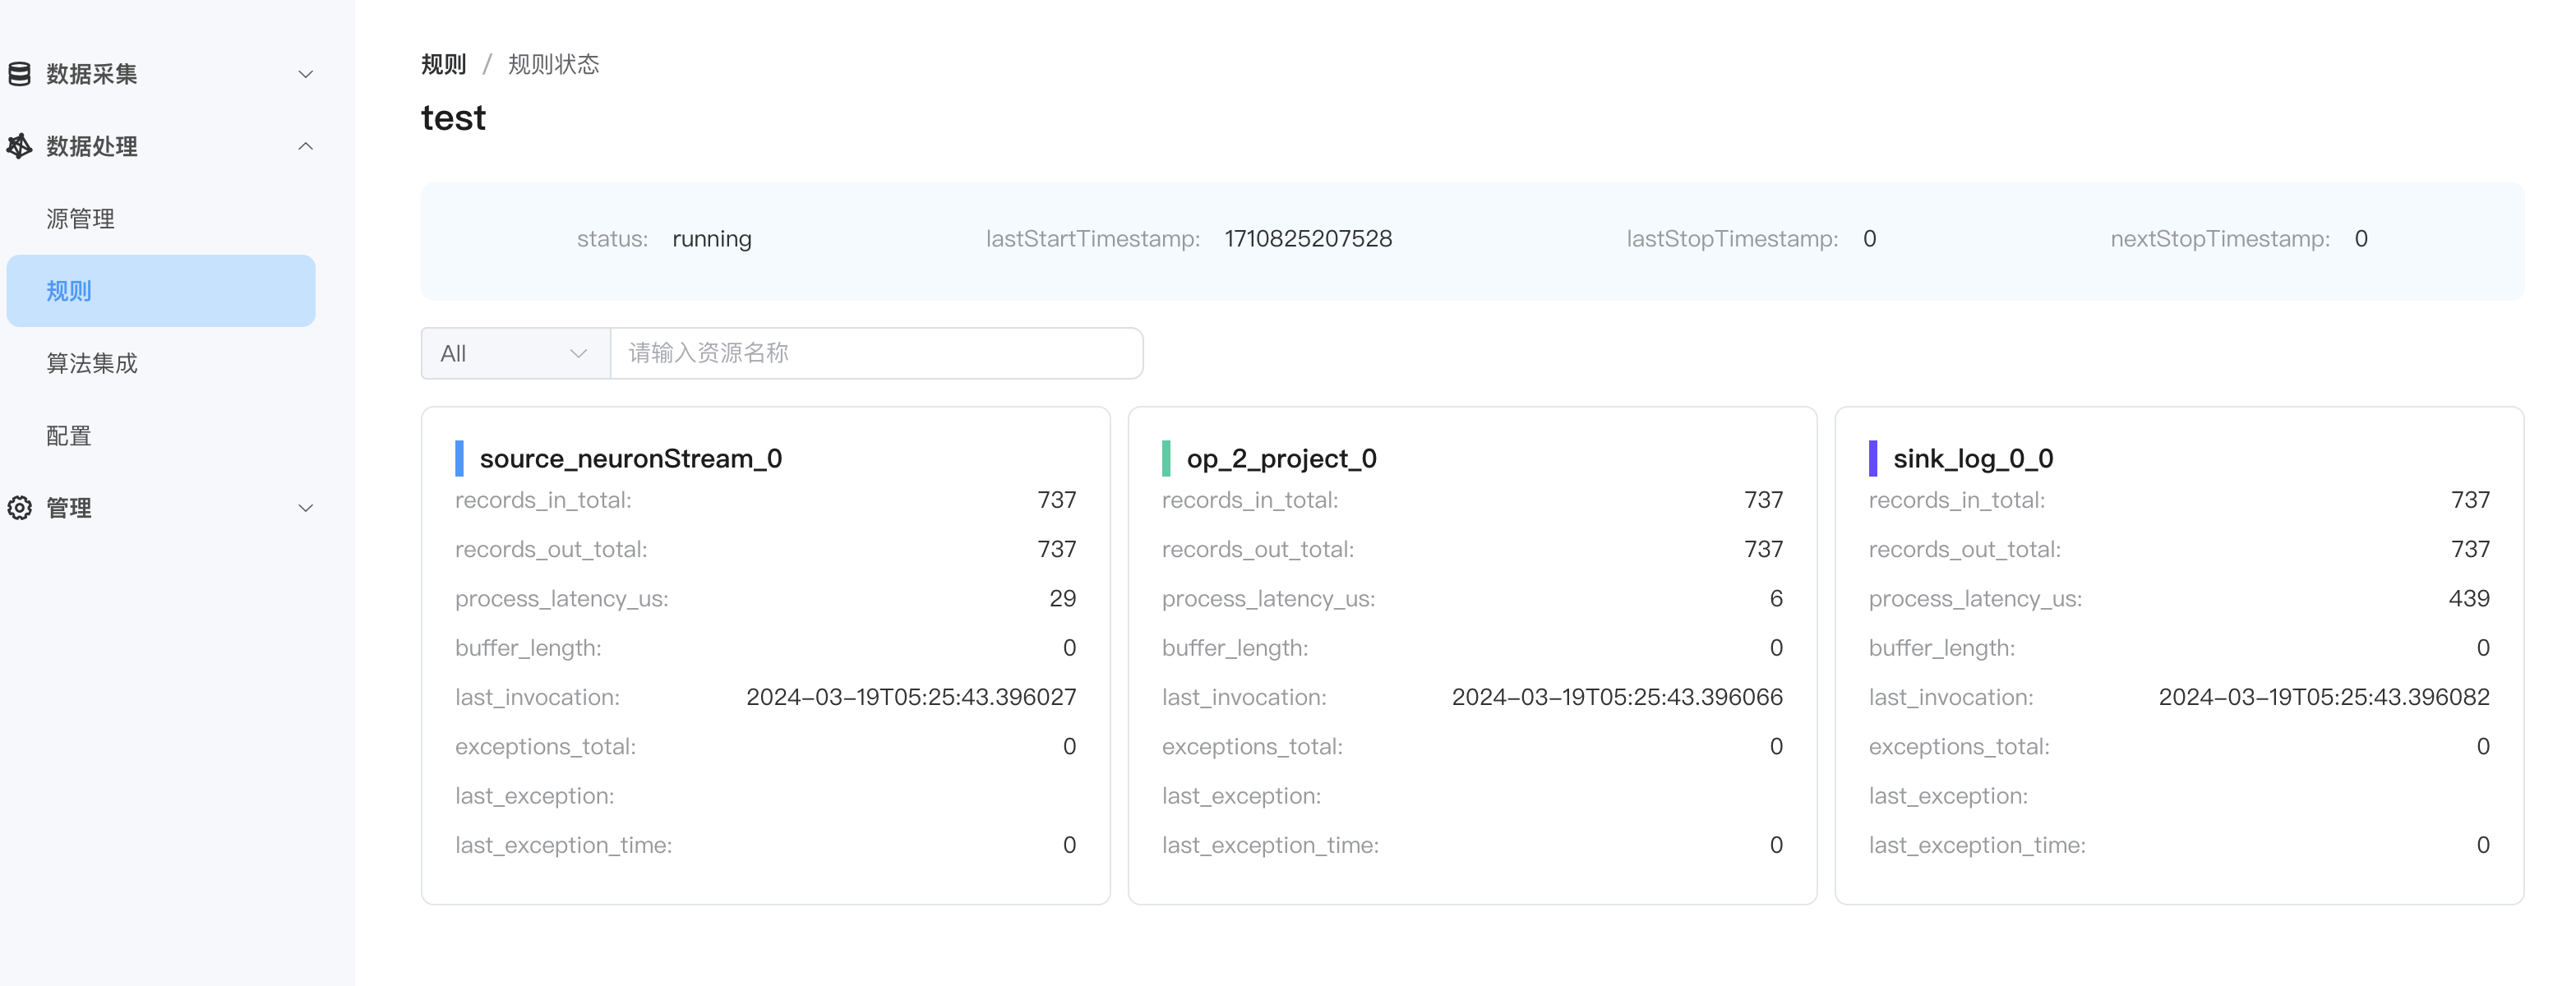 数据采集
数据处理
源管理
规则
算法集成
配置
管理
规则 / 规则状态
test
status: running
lastStartTimestamp: 1710825207528
lastStopTimestamp: 0
nextStopTimestamp: 0
All
请输入资源名称
source_neuronStream_0
records_in_total: 737
records_out_total: 737
process_latency_us: 29
buffer_length: 0
last_invocation: 2024-03-19T05:25:43.396027
exceptions_total: 0
last_exception:
last_exception_time: 0
op_2_project_0
records_in_total: 737
records_out_total: 737
process_latency_us: 6
buffer_length: 0
last_invocation: 2024-03-19T05:25:43.396066
exceptions_total: 0
last_exception:
last_exception_time: 0
sink_log_0_0
records_in_total: 737
records_out_total: 737
process_latency_us: 439
buffer_length: 0
last_invocation: 2024-03-19T05:25:43.396082
exceptions_total: 0
last_exception:
last_exception_time: 0